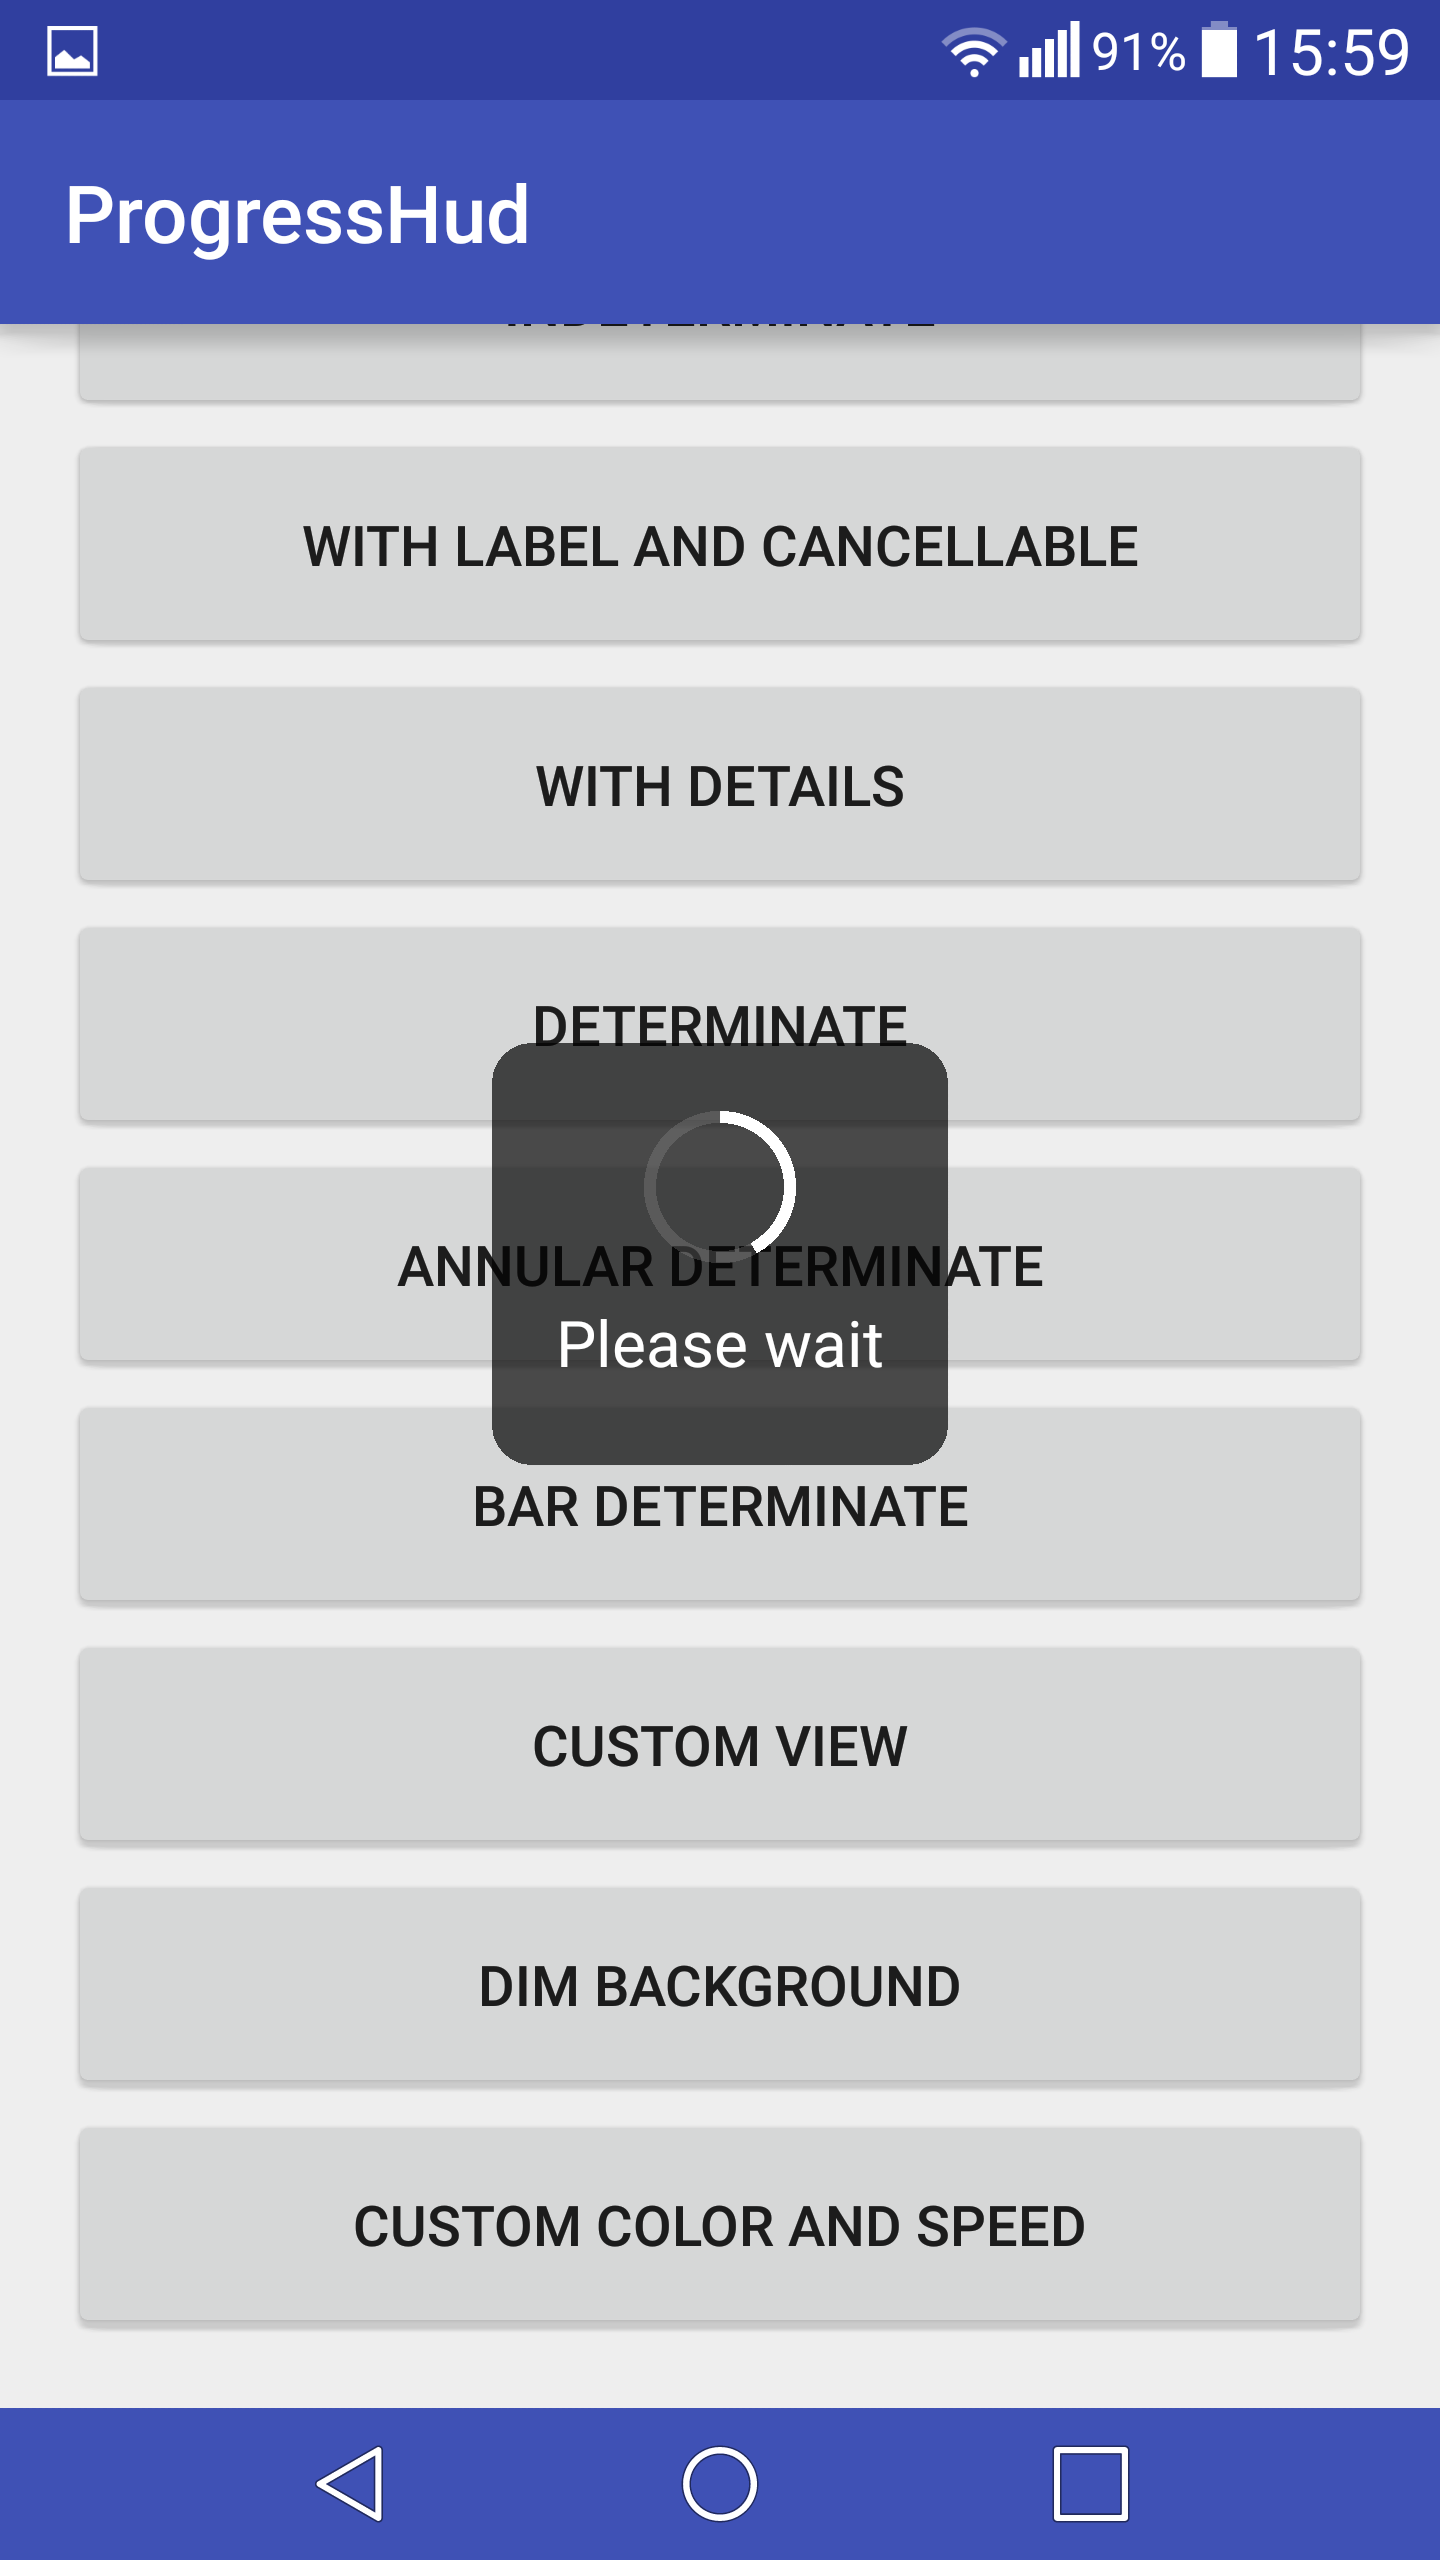 91% 15:59
ProgressHud
INDETERMINATE
WITH LABEL AND CANCELLABLE
WITH DETAILS
DETERMINATE
ANNULAR DETERMINATE
Please wait
BAR DETERMINATE
CUSTOM VIEW
DIM BACKGROUND
CUSTOM COLOR AND SPEED